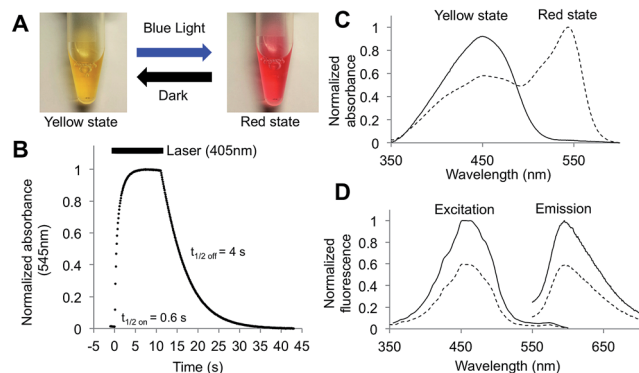 A
Blue Light
Dark
Yellow state
Red state
B
Laser (405nm)
Normalized absorbance
(545nm)
1
0.8
0.6
0.4
0.2
0
t1/2 off = 4 s
t1/2 on = 0.6 s
-5 0 5 10 15 20 25 30 35 40 45
Time (s)
C
Yellow state
Red state
Normalized
absorbance
1
0.8
0.6
0.4
0.2
0
350 450 550
Wavelength (nm)
D
Excitation
Emission
Normalized
fluorescence
1
0.8
0.6
0.4
0.2
0
350 450 550 650
Wavelength (nm)